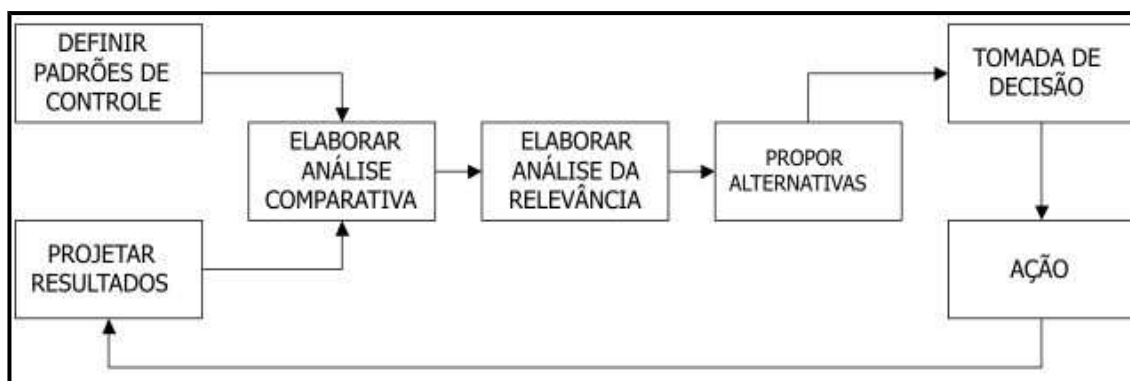 DEFINIR
PADRÕES DE
CONTROLE
PROJETAR
RESULTADOS
ELABORAR
ANÁLISE
COMPARATIVA
ELABORAR
ANÁLISE DA
RELEVÂNCIA
PROPOR
ALTERNATIVAS
TOMADA DE
DECISÃO
AÇÃO